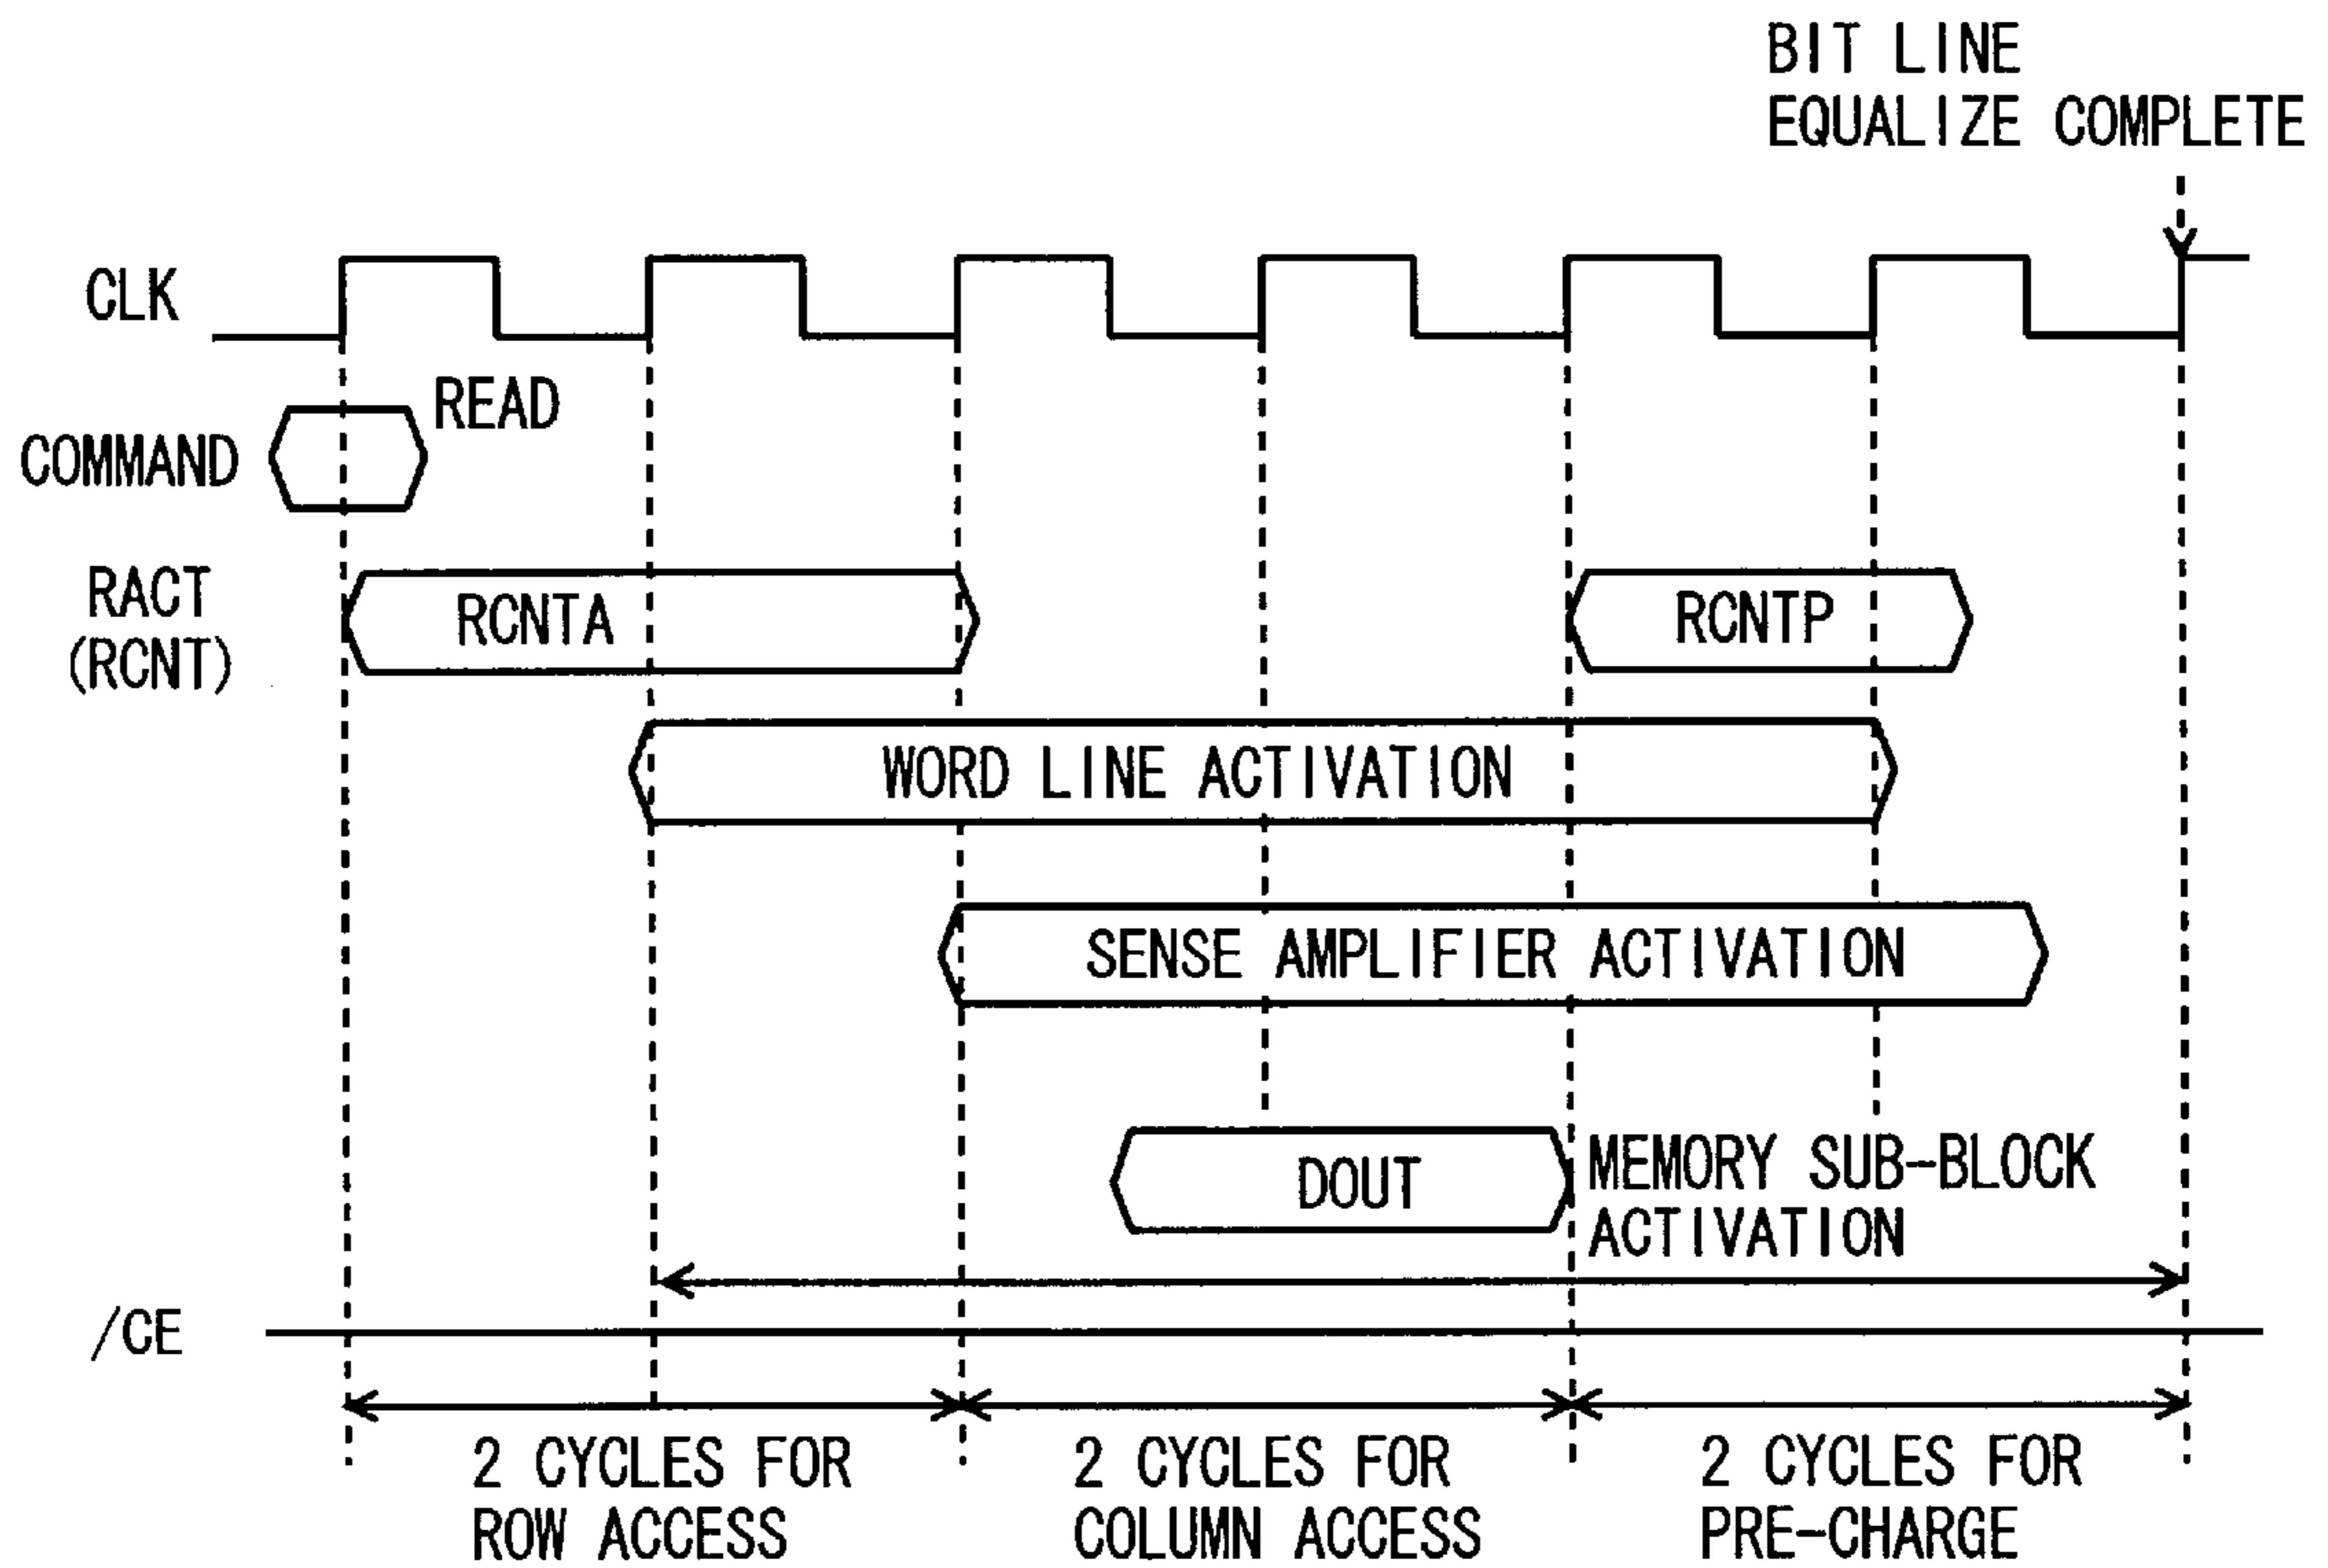 BIT LINE
EQUALIZE COMPLETE
CLK
READ
COMMAND
RACT
(RCNT)
RCNTA
RCNTP
WORD LINE ACTIVATION
SENSE AMPLIFIER ACTIVATION
DOUT
MEMORY SUB-BLOCK
ACTIVATION
/CE
2 CYCLES FOR
ROW ACCESS
2 CYCLES FOR
COLUMN ACCESS
2 CYCLES FOR
PRE-CHARGE